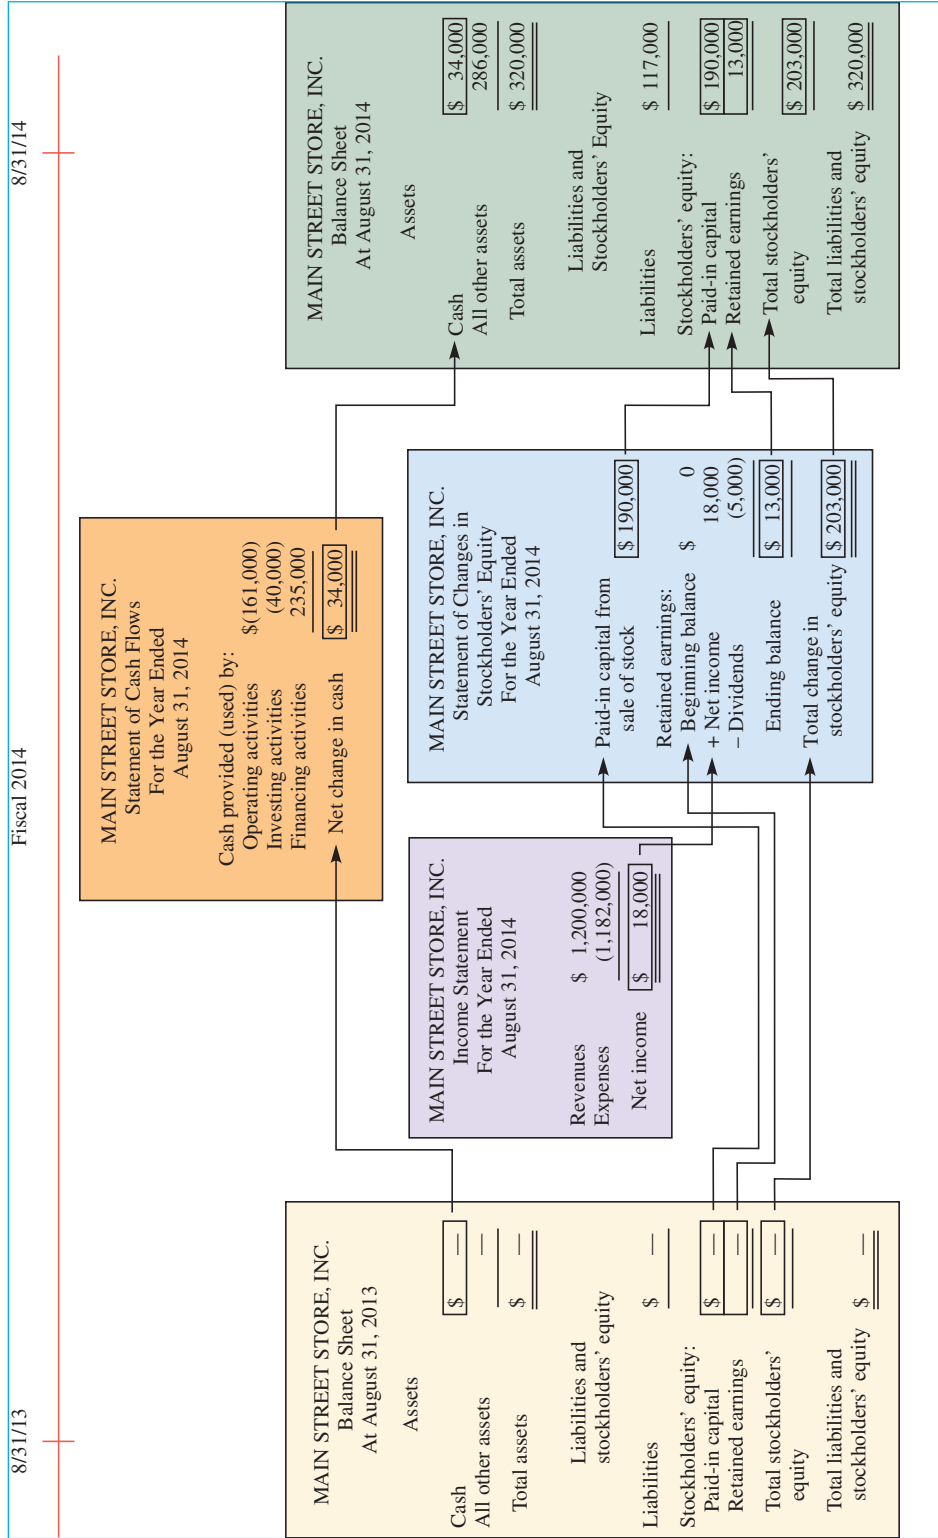 8/31/13
Fiscal 2014
8/31/14
MAIN STREET STORE, INC.
Balance Sheet
At August 31, 2013
Assets
Cash $ —
All other assets —
Total assets $ —
Liabilities and
stockholders’ equity
Liabilities $ —
Stockholders’ equity:
Paid-in capital $ —
Retained earnings —
Total stockholders’
equity $ —
Total liabilities and
stockholders’ equity $ —
MAIN STREET STORE, INC.
Statement of Cash Flows
For the Year Ended
August 31, 2014
Cash provided (used) by:
Operating activities $(161,000)
Investing activities (40,000)
Financing activities 235,000
Net change in cash $ 34,000
MAIN STREET STORE, INC.
Income Statement
For the Year Ended
August 31, 2014
Revenues $ 1,200,000
Expenses (1,182,000)
Net income $ 18,000
MAIN STREET STORE, INC.
Statement of Changes in
Stockholders’ Equity
For the Year Ended
August 31, 2014
Paid-in capital from
sale of stock $ 190,000
Retained earnings:
Beginning balance $ 0
+ Net income 18,000
– Dividends (5,000)
Ending balance $ 13,000
Total change in
stockholders’ equity $ 203,000
MAIN STREET STORE, INC.
Balance Sheet
At August 31, 2014
Assets
Cash $ 34,000
All other assets 286,000
Total assets $ 320,000
Liabilities and
Stockholders’ Equity
Liabilities $ 117,000
Stockholders’ equity:
Paid-in capital $ 190,000
Retained earnings 13,000
Total stockholders’
equity $ 203,000
Total liabilities and
stockholders’ equity $ 320,000